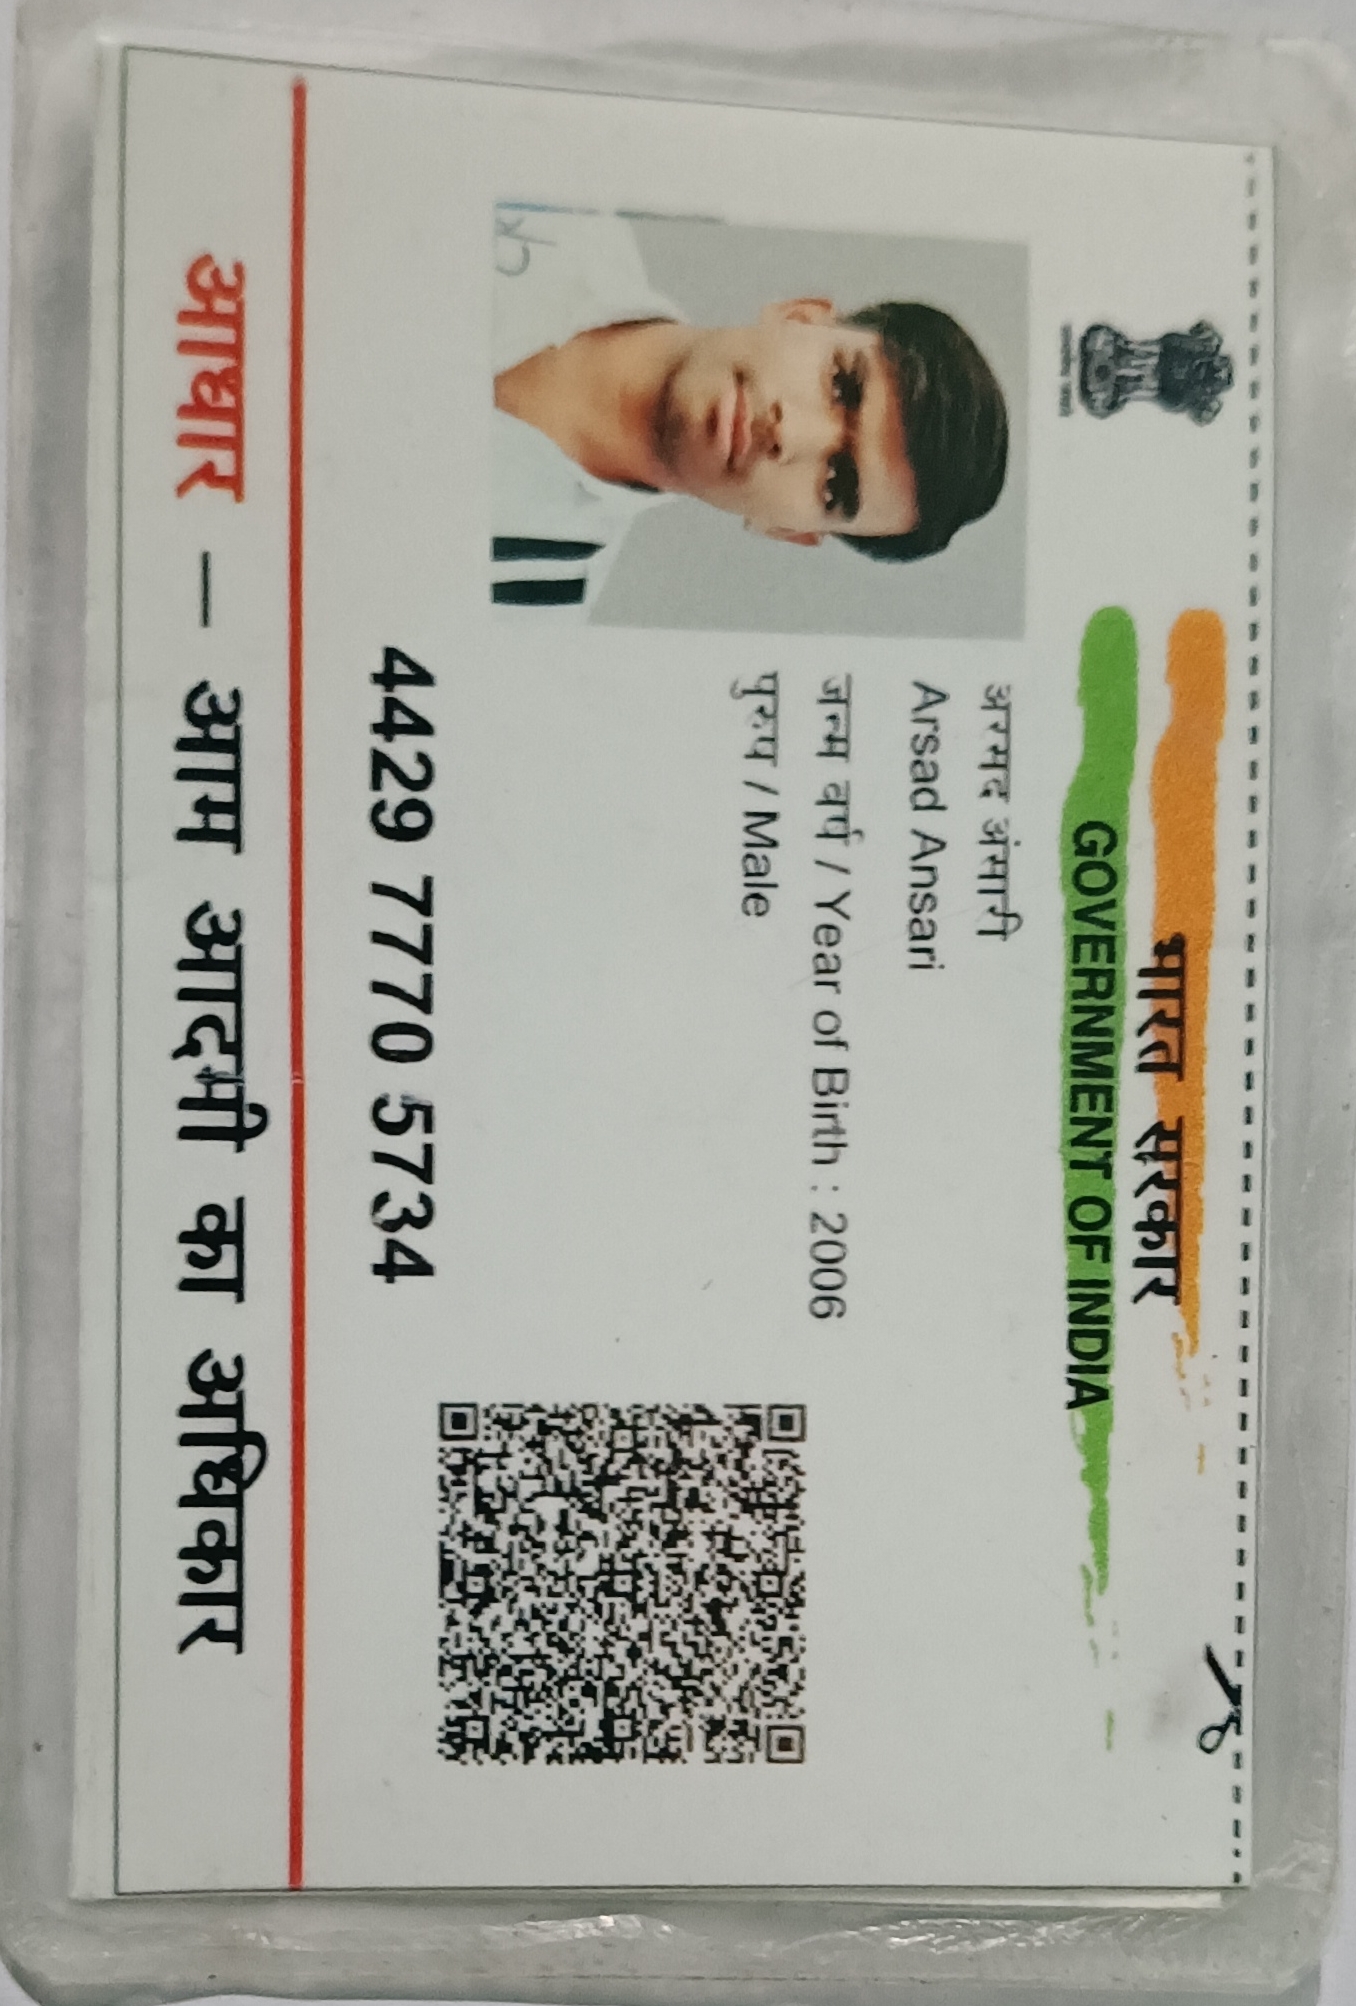 भारत सरकार
GOVERNMENT OF INDIA
अरसद अंसारी
Arsad Ansari
जन्म वर्ष / Year of Birth : 2006
पुरुष / Male
4429 7770 5734
आधार – आम आदमी का अधिकार